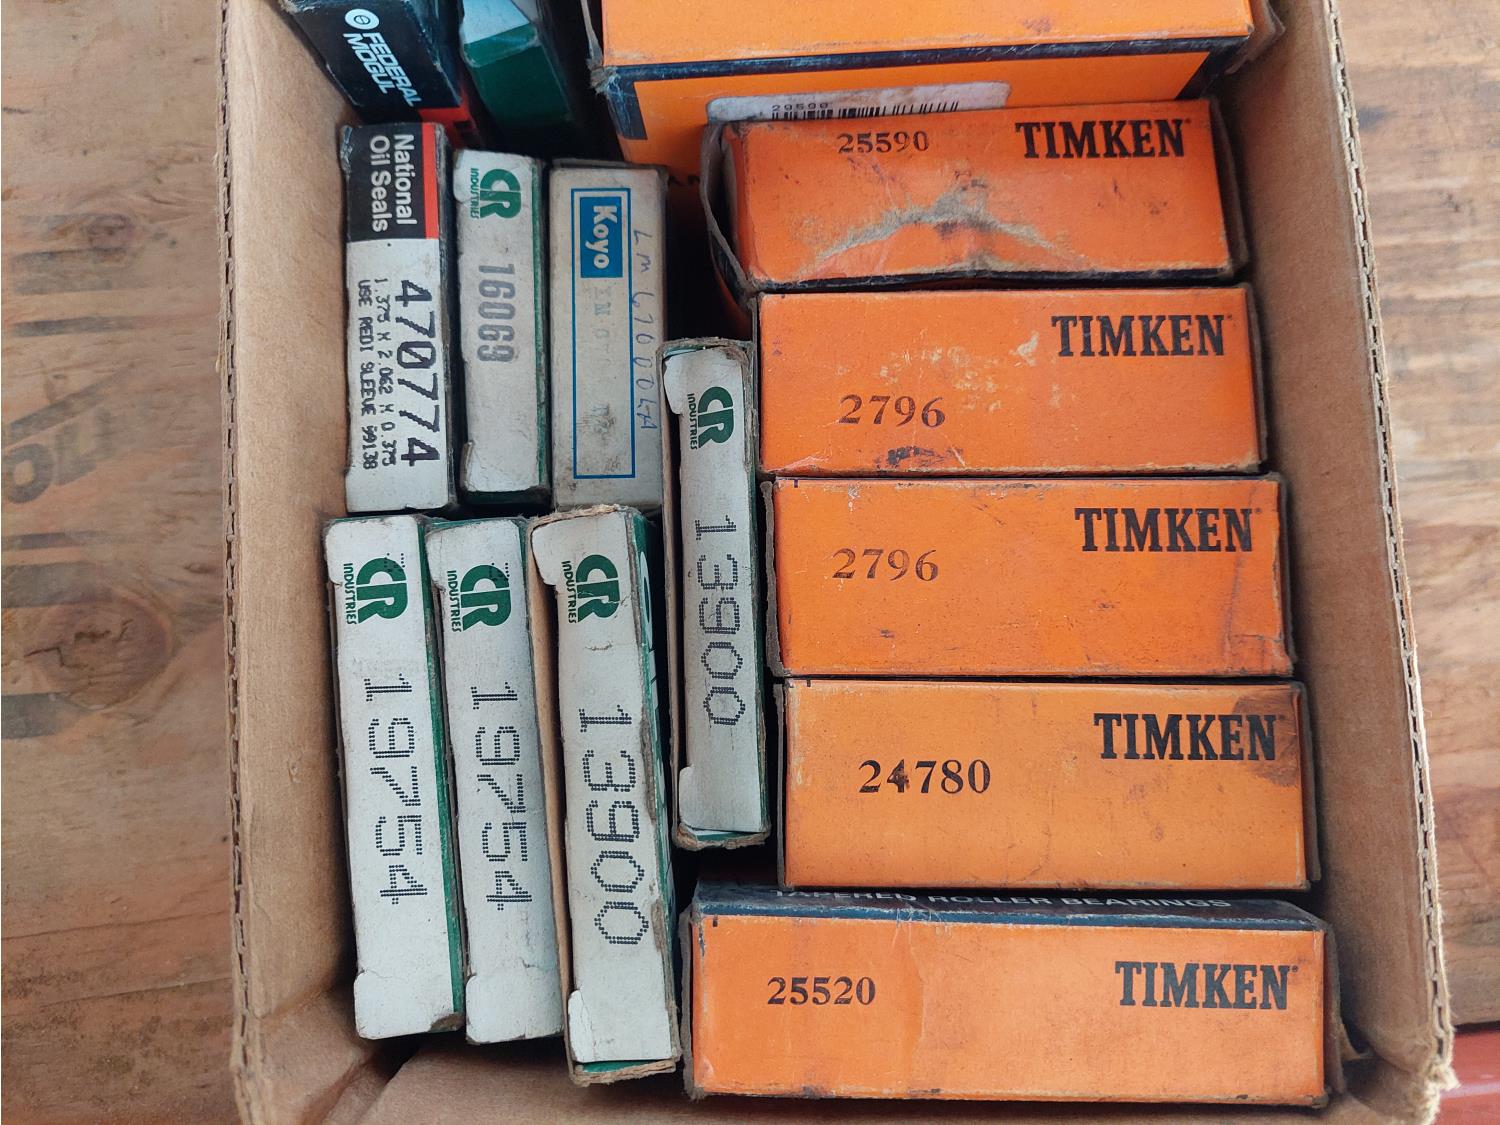 FEDERAL
MOGUL
29590
25590 TIMKEN
National
Oil Seals
470774
1.375 X 2.062 X 0.375
USE REDI SLEEVE 99138
CR
INDUSTRIES
16069
Koyo
TIMKEN
2796
CR
INDUSTRIES
13900
TIMKEN
2796
CR
INDUSTRIES
19754
CR
INDUSTRIES
19754
CR
INDUSTRIES
13900
TIMKEN
24780
TAPERED ROLLER BEARINGS
25520 TIMKEN